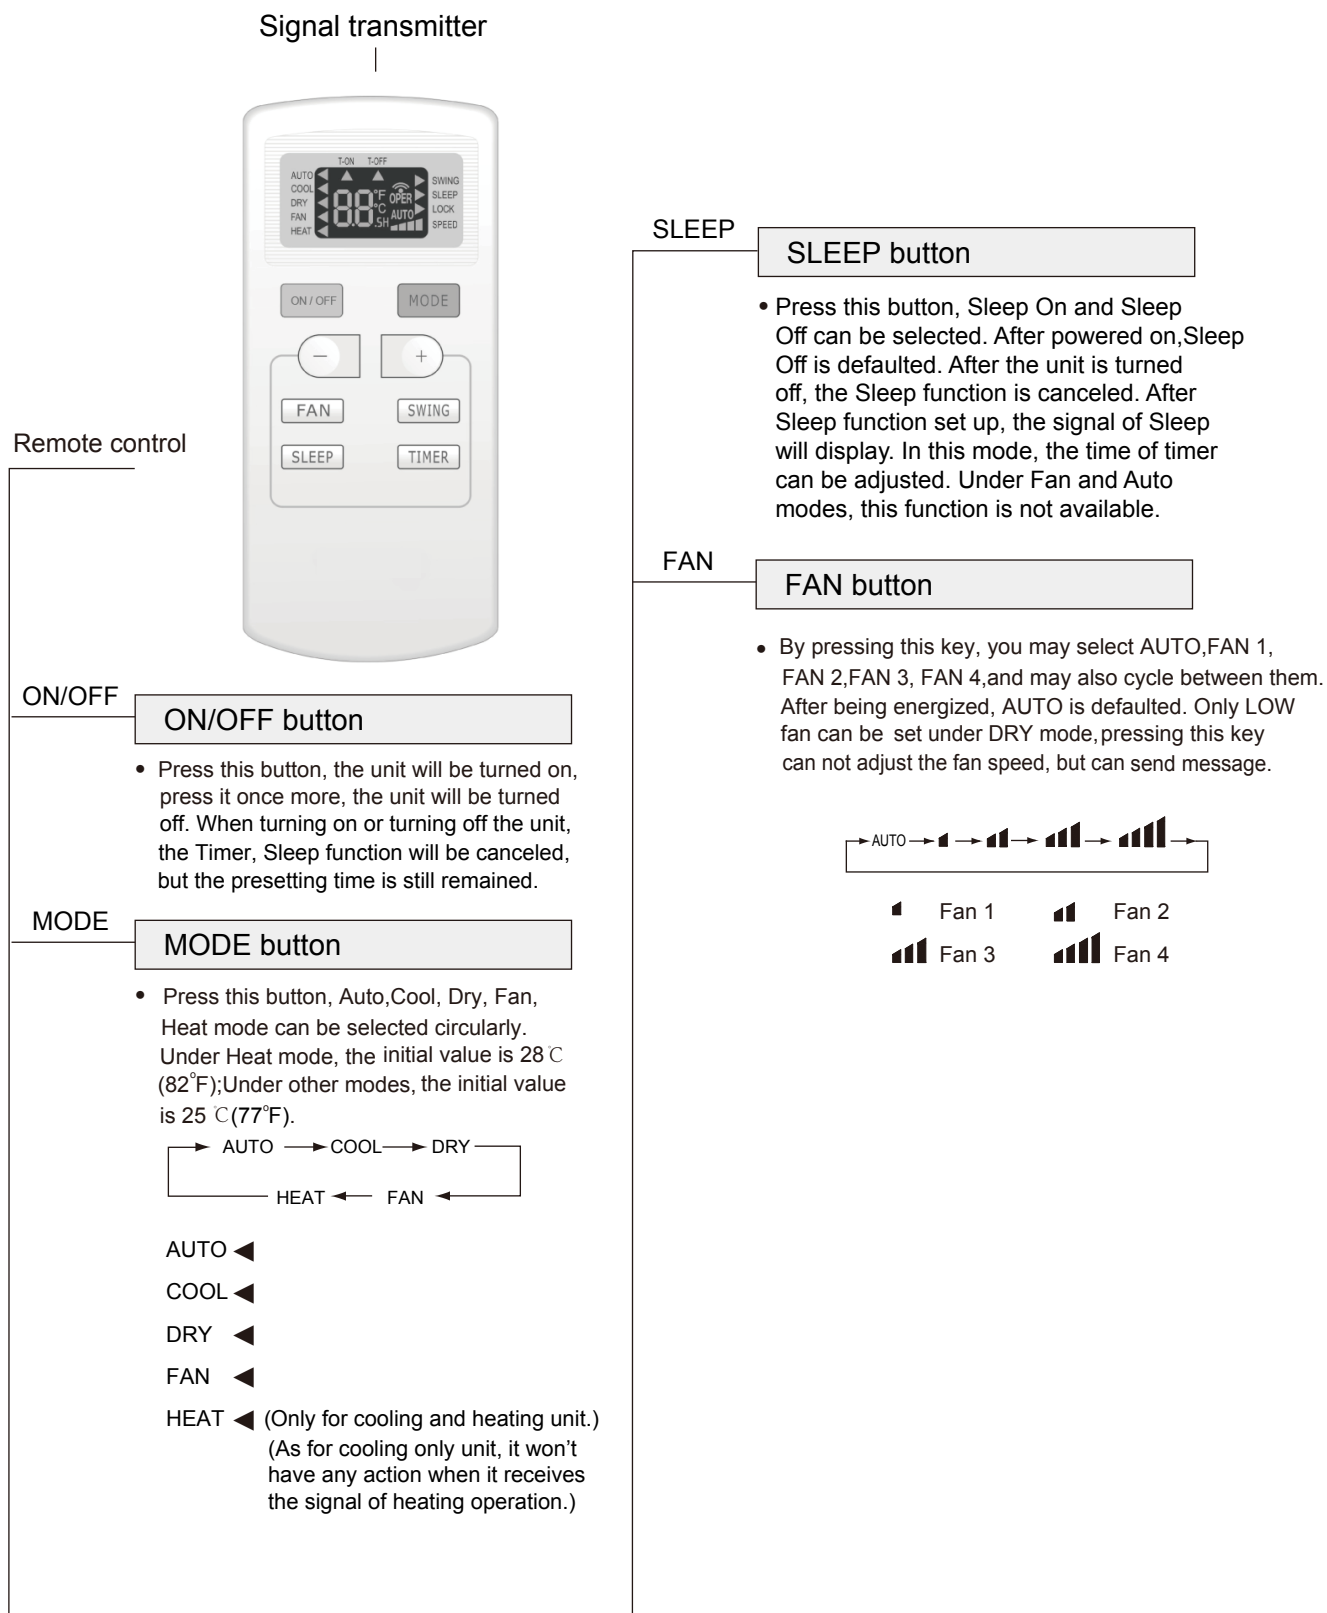 Signal transmitter
T-ON T-OFF
AUTO
COOL
DRY
FAN
HEAT
88
°F
°C
.5H
OPER
AUTO
SWING
SLEEP
LOCK
SPEED
ON / OFF
MODE
−
+
FAN
SWING
SLEEP
TIMER
Remote control
ON/OFF
ON/OFF button
• Press this button, the unit will be turned on,
press it once more, the unit will be turned
off. When turning on or turning off the unit,
the Timer, Sleep function will be canceled,
but the presetting time is still remained.
MODE
MODE button
• Press this button, Auto,Cool, Dry, Fan,
Heat mode can be selected circularly.
Under Heat mode, the initial value is 28℃
(82°F);Under other modes, the initial value
is 25 ℃(77°F).
AUTO COOL DRY
HEAT FAN
AUTO
COOL
DRY
FAN
HEAT (Only for cooling and heating unit.)
(As for cooling only unit, it won't
have any action when it receives
the signal of heating operation.)
SLEEP
SLEEP button
• Press this button, Sleep On and Sleep
Off can be selected. After powered on,Sleep
Off is defaulted. After the unit is turned
off, the Sleep function is canceled. After
Sleep function set up, the signal of Sleep
will display. In this mode, the time of timer
can be adjusted. Under Fan and Auto
modes, this function is not available.
FAN
FAN button
• By pressing this key, you may select AUTO,FAN 1,
FAN 2,FAN 3, FAN 4,and may also cycle between them.
After being energized, AUTO is defaulted. Only LOW
fan can be set under DRY mode,pressing this key
can not adjust the fan speed, but can send message.
AUTO
Fan 1 Fan 2
Fan 3 Fan 4